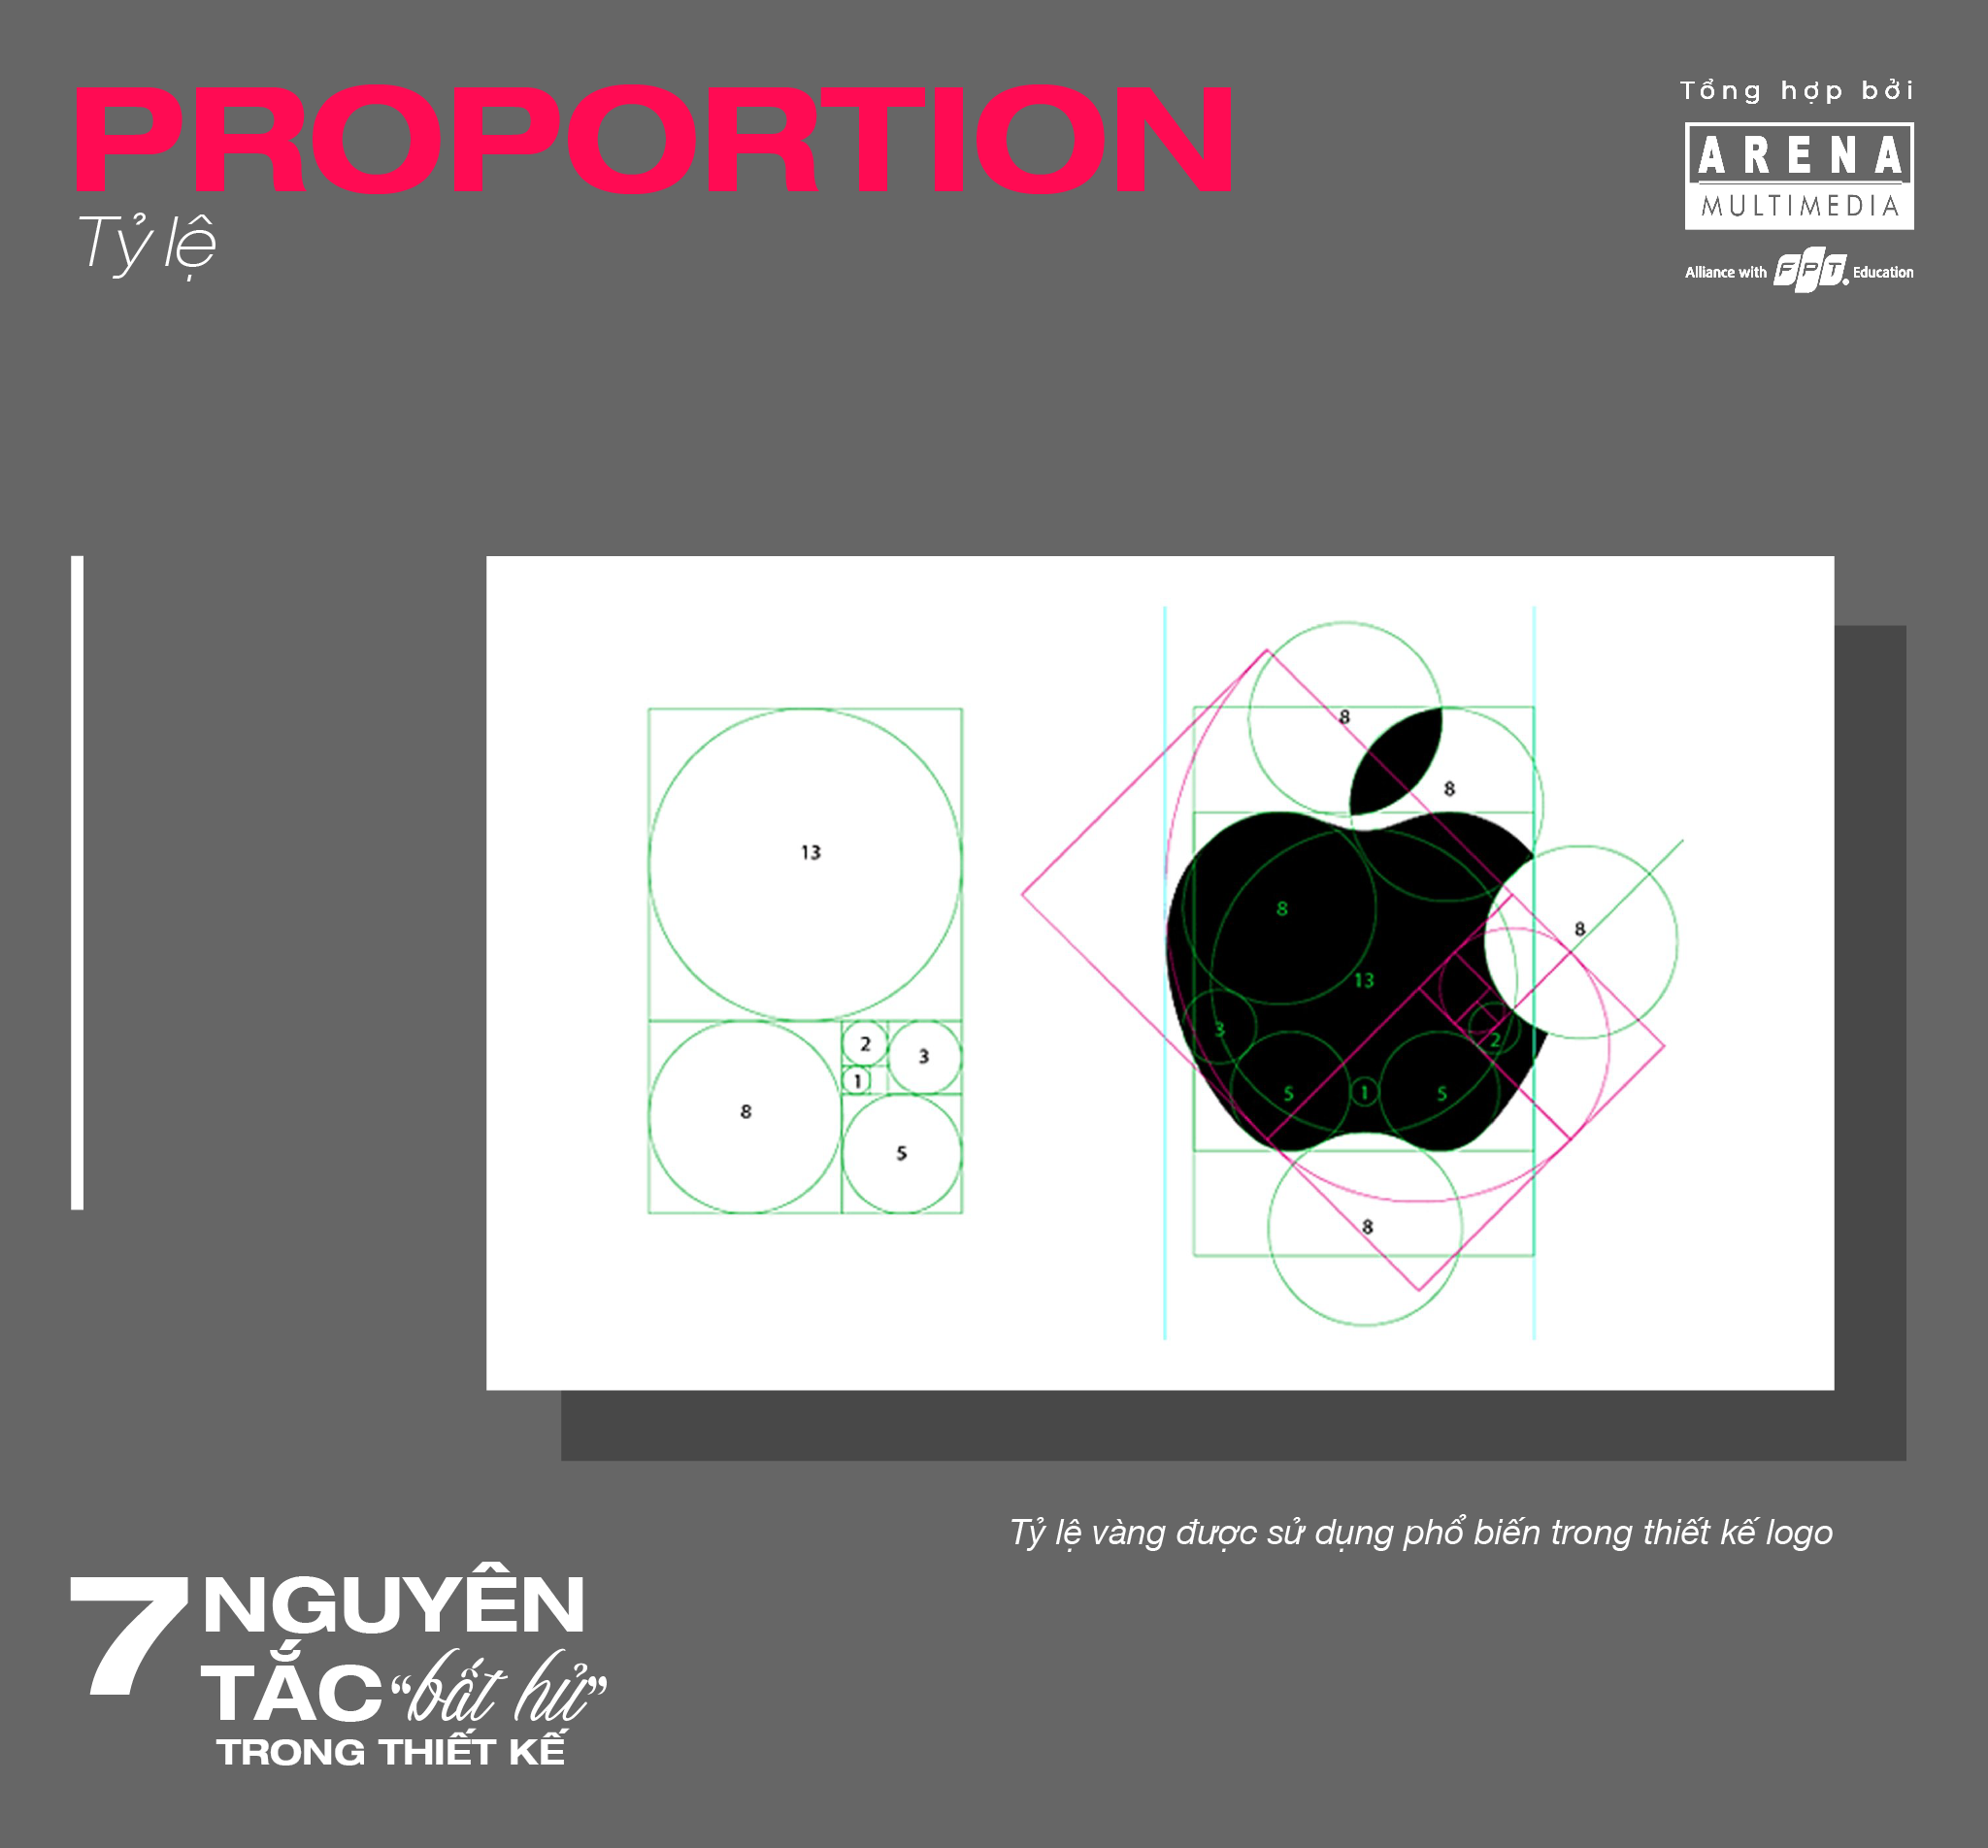 PROPORTION
Tỷ lệ
Tổng hợp bởi
ARENA
MULTIMEDIA
Alliance with FPT. Education
13
8
2
3
1
5
8
8
8
8
13
3
2
5
1
5
8
Tỷ lệ vàng được sử dụng phổ biến trong thiết kế logo
7 NGUYÊN
TẮC “bất hủ”
TRONG THIẾT KẾ